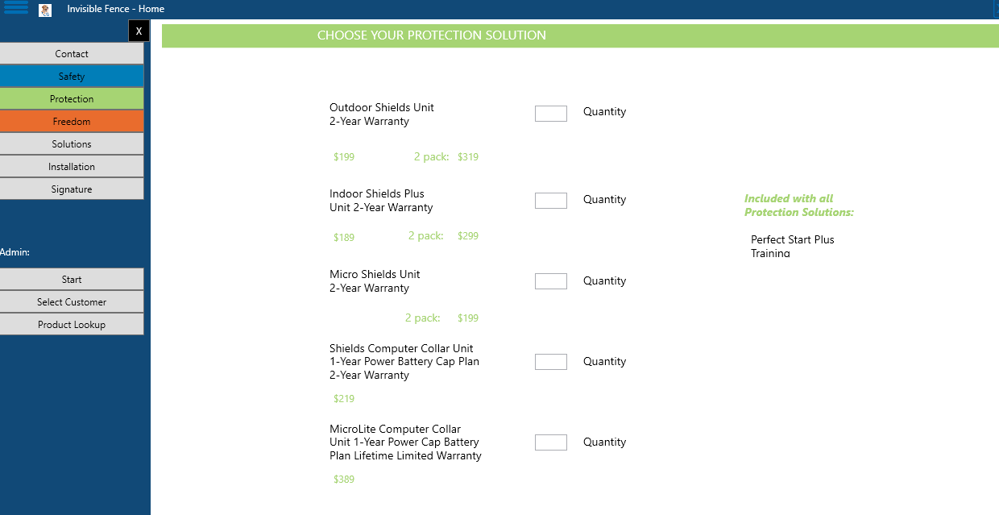 Invisible Fence - Home
X
CHOOSE YOUR PROTECTION SOLUTION
Contact
Safety
Protection
Freedom
Solutions
Installation
Signature
Admin:
Start
Select Customer
Product Lookup
Outdoor Shields Unit
2-Year Warranty
Quantity
$199 2 pack: $319
Indoor Shields Plus
Unit 2-Year Warranty
Quantity
$189 2 pack: $299
Micro Shields Unit
2-Year Warranty
Quantity
2 pack: $199
Shields Computer Collar Unit
1-Year Power Battery Cap Plan
2-Year Warranty
Quantity
$219
MicroLite Computer Collar
Unit 1-Year Power Cap Battery
Plan Lifetime Limited Warranty
Quantity
$389
Included with all
Protection Solutions:
Perfect Start Plus
Training